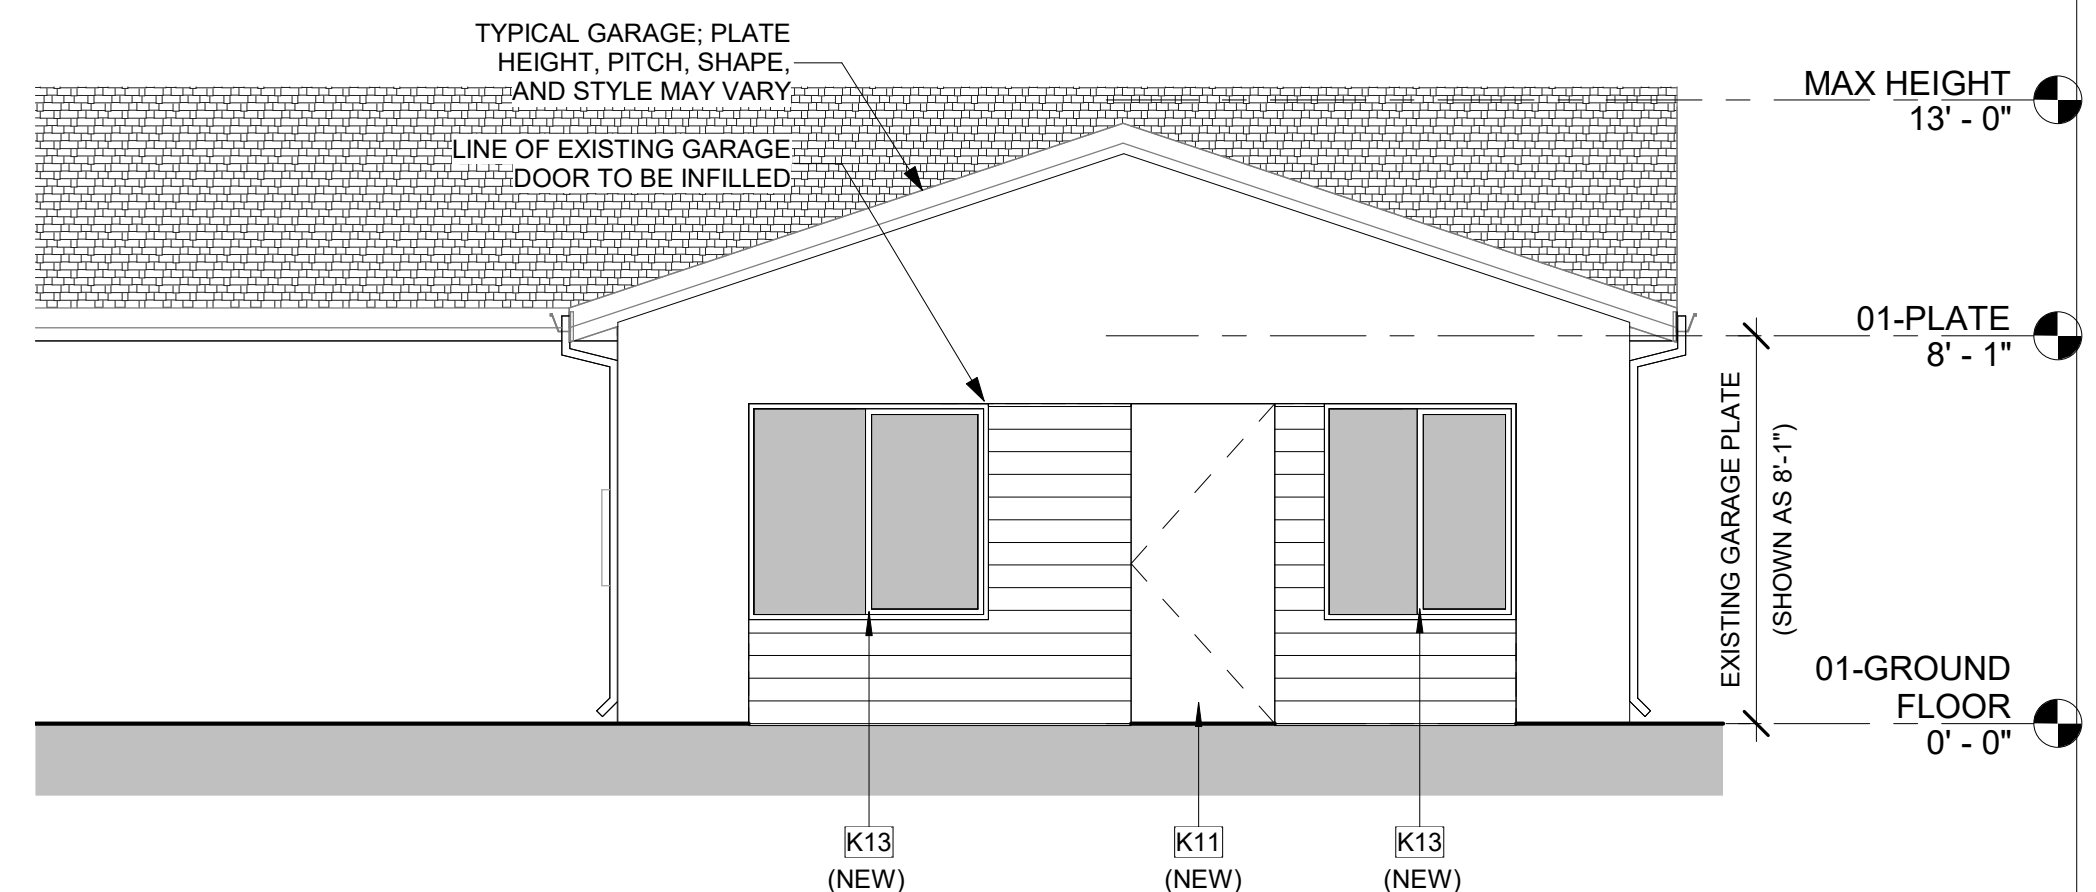 TYPICAL GARAGE; PLATE
HEIGHT, PITCH, SHAPE,
AND STYLE MAY VARY
LINE OF EXISTING GARAGE
DOOR TO BE INFILLED
MAX HEIGHT
13' - 0"
01-PLATE
8' - 1"
EXISTING GARAGE PLATE
(SHOWN AS 8'-1")
01-GROUND
FLOOR
0' - 0"
K13
(NEW)
K11
(NEW)
K13
(NEW)